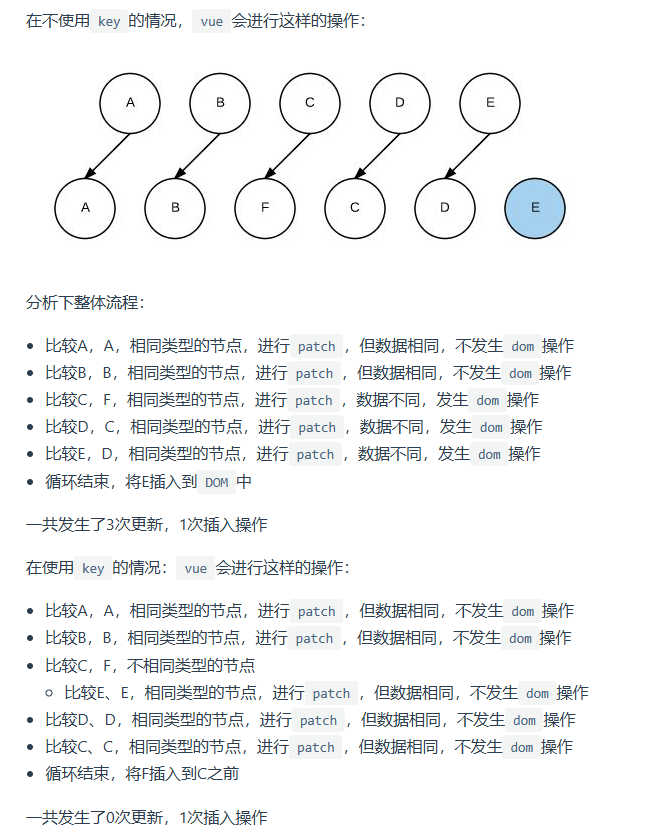 在不使用 key 的情况，vue 会进行这样的操作：
A B C D E
A B F C D E
分析下整体流程：
比较A，A，相同类型的节点，进行 patch ，但数据相同，不发生 dom 操作
比较B，B，相同类型的节点，进行 patch ，但数据相同，不发生 dom 操作
比较C，F，相同类型的节点，进行 patch ，数据不同，发生 dom 操作
比较D，C，相同类型的节点，进行 patch ，数据不同，发生 dom 操作
比较E，D，相同类型的节点，进行 patch ，数据不同，发生 dom 操作
循环结束，将E插入到 DOM 中
一共发生了3次更新，1次插入操作
在使用 key 的情况：vue 会进行这样的操作：
比较A，A，相同类型的节点，进行 patch ，但数据相同，不发生 dom 操作
比较B，B，相同类型的节点，进行 patch ，但数据相同，不发生 dom 操作
比较C，F，不相同类型的节点
比较E、E，相同类型的节点，进行 patch ，但数据相同，不发生 dom 操作
比较D、D，相同类型的节点，进行 patch ，但数据相同，不发生 dom 操作
比较C、C，相同类型的节点，进行 patch ，但数据相同，不发生 dom 操作
循环结束，将F插入到C之前
一共发生了0次更新，1次插入操作